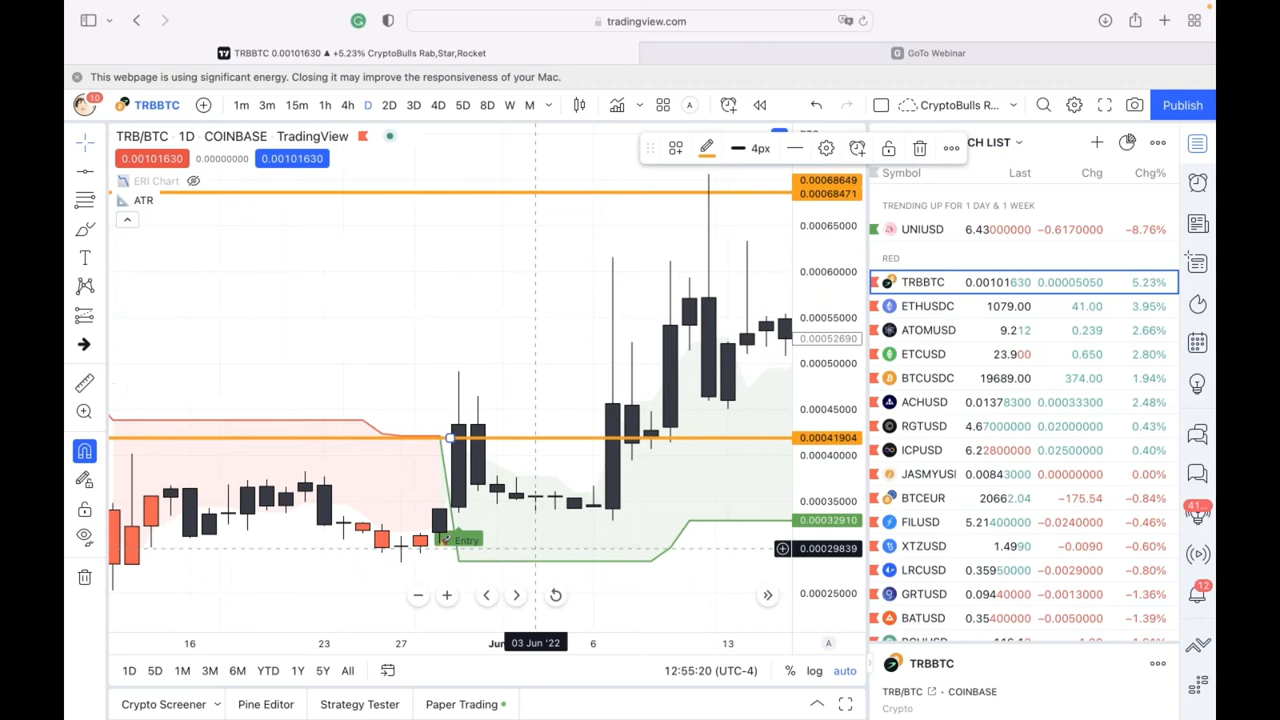 tradingview.com
TRBBTC 0.00101630 ▲ +5.23% CryptoBulls Rab,Star,Rocket
GoTo Webinar
This webpage is using significant energy. Closing it may improve the responsiveness of your Mac.
10
TRBBTC
1m 3m 15m 1h 4h D 2D 3D 4D 5D 8D W M
CryptoBulls R...
Publish
TRB/BTC · 1D · COINBASE · TradingView
0.00101630 0.00000000 0.00101630
ERI Chart
ATR
4px
CH LIST
Symbol Last Chg Chg%
TRENDING UP FOR 1 DAY & 1 WEEK
UNIUSD 6.43000000 −0.6170000 −8.76%
RED
TRBBTC 0.00101630 0.00005050 5.23%
ETHUSDC 1079.00 41.00 3.95%
ATOMUSD 9.212 0.239 2.66%
ETCUSD 23.900 0.650 2.80%
BTCUSDC 19689.00 374.00 1.94%
ACHUSD 0.01378300 0.00033300 2.48%
RGTUSD 4.67000000 0.02000000 0.43%
ICPUSD 6.22800000 0.02500000 0.40%
JASMYUSI 0.00843000 0.00000000 0.00%
BTCEUR 20662.04 −175.54 −0.84%
FILUSD 5.21400000 −0.02400000 −0.46%
XTZUSD 1.4990 −0.0090 −0.60%
LRCUSD 0.35950000 −0.0029000 −0.80%
GRTUSD 0.09440000 −0.0013000 −1.36%
BATUSD 0.35400000 −0.0054000 −1.50%
0.00068649
0.00068471
0.00065000
0.00060000
0.00055000
0.00052690
0.00050000
0.00045000
0.00041904
0.00040000
0.00035000
0.00032910
0.00029839
0.00025000
Entry
16 23 27 Jun 03 Jun '22 6 13
A
41...
12
1D 5D 1M 3M 6M YTD 1Y 5Y All
12:55:20 (UTC-4) % log auto
Crypto Screener Pine Editor Strategy Tester Paper Trading
TRBBTC
TRB/BTC COINBASE
Crypto